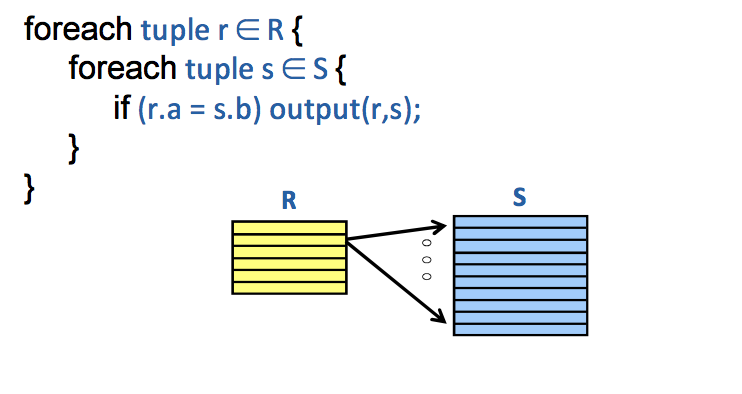 foreach tuple r ∈ R {
foreach tuple s ∈ S {
if (r.a = s.b) output(r,s);
}
}
R
S